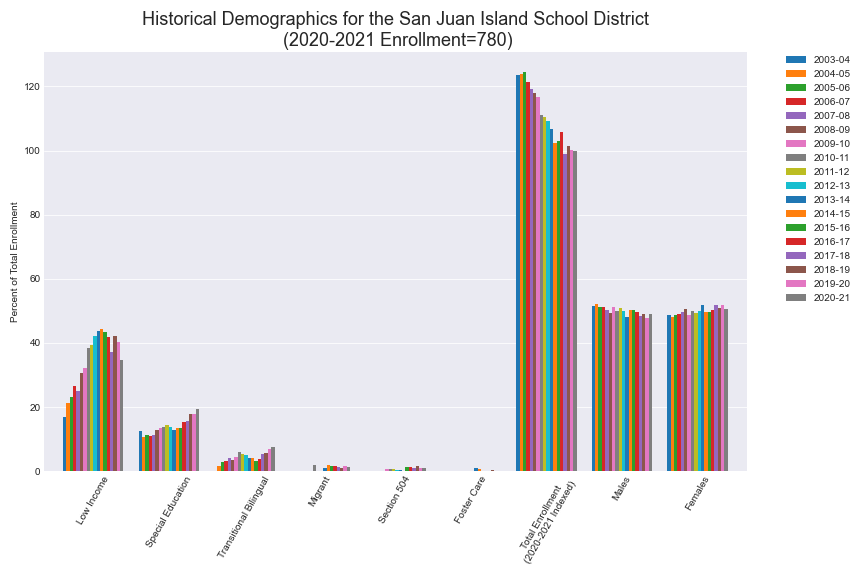 Historical Demographics for the San Juan Island School District
(2020-2021 Enrollment=780)
Percent of Total Enrollment
120
100
80
60
40
20
0
Low Income
Special Education
Transitional Bilingual
Migrant
Section 504
Foster Care
Total Enrollment
(2020-2021 Indexed)
Males
Females
2003-04
2004-05
2005-06
2006-07
2007-08
2008-09
2009-10
2010-11
2011-12
2012-13
2013-14
2014-15
2015-16
2016-17
2017-18
2018-19
2019-20
2020-21